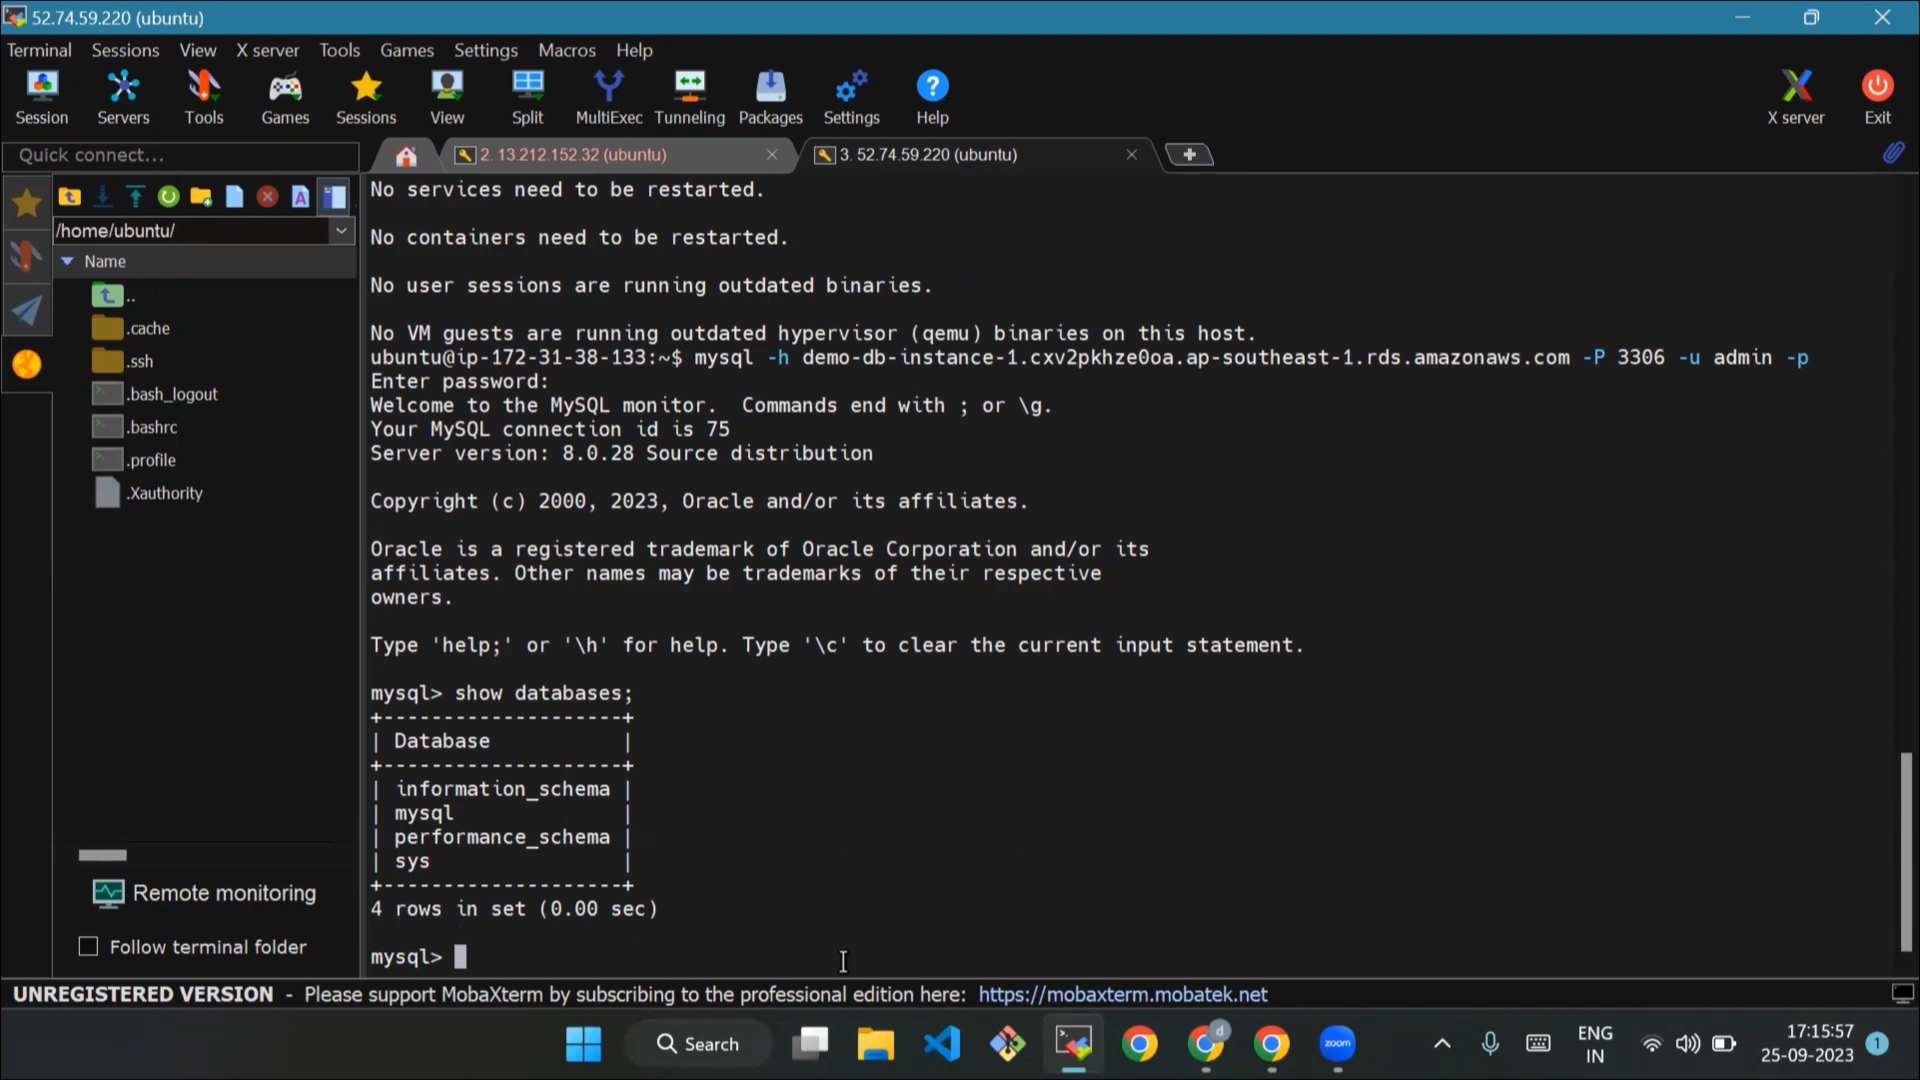 52.74.59.220 (ubuntu)
Terminal Sessions View X server Tools Games Settings Macros Help
Session Servers Tools Games Sessions View Split MultiExec Tunneling Packages Settings Help X server Exit
Quick connect...
2. 13.212.152.32 (ubuntu)
3. 52.74.59.220 (ubuntu)
/home/ubuntu/
Name
..
.cache
.ssh
.bash_logout
.bashrc
.profile
.Xauthority
Remote monitoring
Follow terminal folder
No services need to be restarted.
No containers need to be restarted.
No user sessions are running outdated binaries.
No VM guests are running outdated hypervisor (qemu) binaries on this host.
ubuntu@ip-172-31-38-133:~$ mysql -h demo-db-instance-1.cxv2pkhze0oa.ap-southeast-1.rds.amazonaws.com -P 3306 -u admin -p
Enter password:
Welcome to the MySQL monitor.  Commands end with ; or \g.
Your MySQL connection id is 75
Server version: 8.0.28 Source distribution
Copyright (c) 2000, 2023, Oracle and/or its affiliates.
Oracle is a registered trademark of Oracle Corporation and/or its
affiliates. Other names may be trademarks of their respective
owners.
Type 'help;' or '\h' for help. Type '\c' to clear the current input statement.
mysql> show databases;
+--------------------+
| Database           |
+--------------------+
| information_schema |
| mysql              |
| performance_schema |
| sys                |
+--------------------+
4 rows in set (0.00 sec)
mysql>
UNREGISTERED VERSION - Please support MobaXterm by subscribing to the professional edition here: https://mobaxterm.mobatek.net
Search
d
zoom
ENG
IN
17:15:57
25-09-2023
1